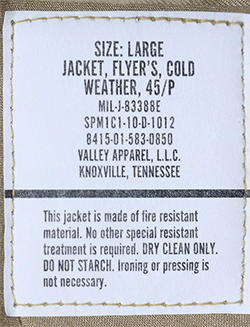 SIZE: LARGE
JACKET, FLYER'S, COLD
WEATHER, 45/P
MIL-J-83388E
SPM1C1-10-D-1012
8415-01-583-0850
VALLEY APPAREL, L.L.C.
KNOXVILLE, TENNESSEE
This jacket is made of fire resistant
material. No other special resistant
treatment is required. DRY CLEAN ONLY.
DO NOT STARCH. Ironing or pressing is
not necessary.